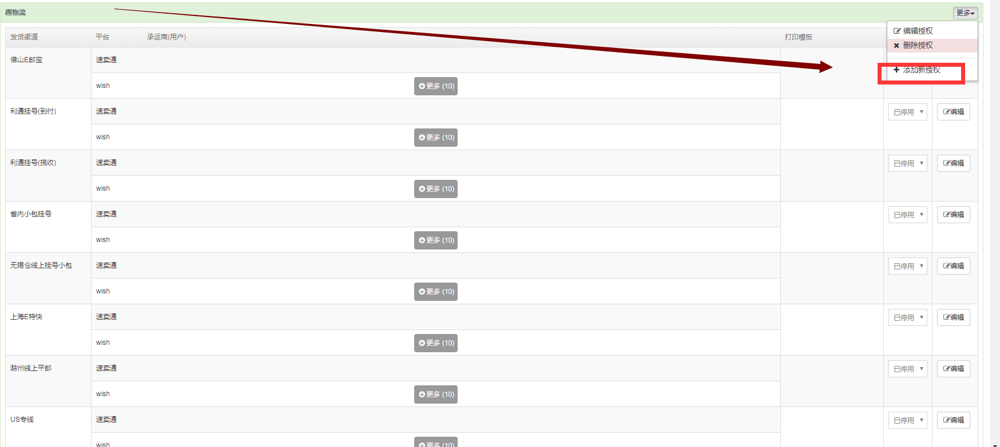 趣物流
更多
编辑授权
删除授权
添加新授权
发货渠道 平台 承运商(用户) 打印模板
佛山E邮宝 速卖通
wish 更多 (10)
利通挂号(到付) 速卖通 已停用 编辑
wish 更多 (10)
利通挂号(揽收) 速卖通 已停用 编辑
wish 更多 (10)
省内小包挂号 速卖通 已停用 编辑
wish 更多 (10)
无锡仓线上挂号小包 速卖通 已停用 编辑
wish 更多 (10)
上海E特快 速卖通 已停用 编辑
wish 更多 (10)
滁州线上平邮 速卖通 已停用 编辑
wish 更多 (10)
US专线 速卖通 已停用 编辑
wish 更多 (10)